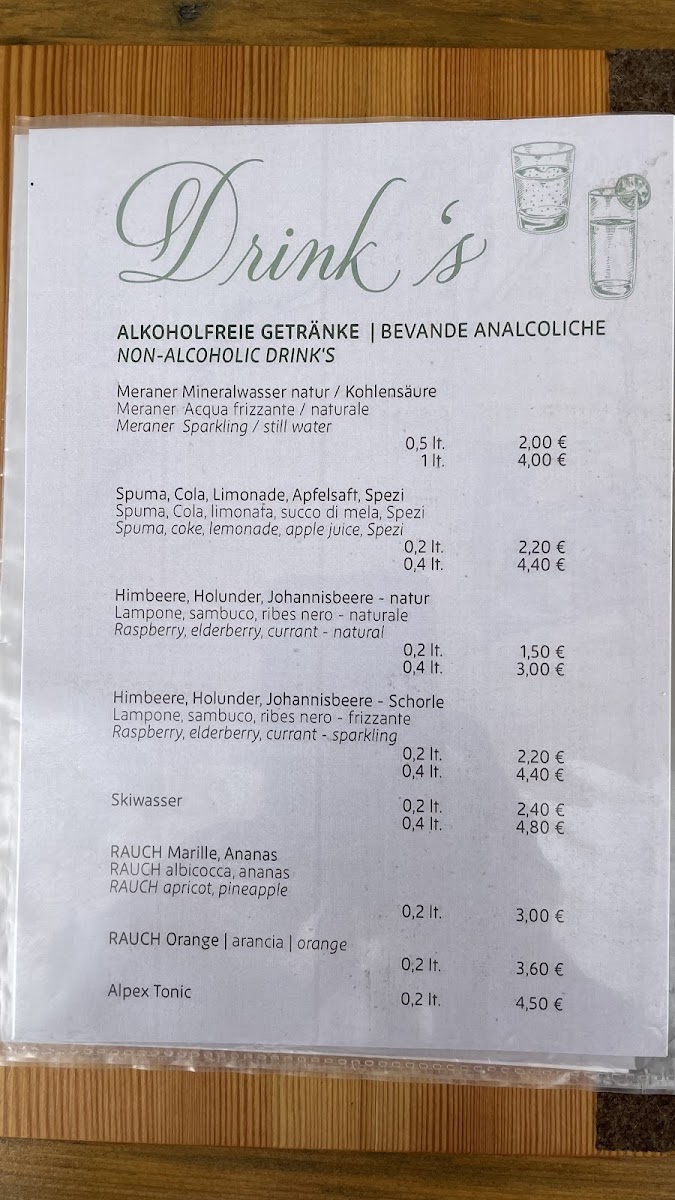 Drink's
ALKOHOLFREIE GETRÄNKE | BEVANDE ANALCOLICHE
NON-ALCOHOLIC DRINK'S
Meraner Mineralwasser natur / Kohlensäure
Meraner Acqua frizzante / naturale
Meraner Sparkling / still water
0,5 lt. 2,00 €
1 lt. 4,00 €
Spuma, Cola, Limonade, Apfelsaft, Spezi
Spuma, Cola, limonata, succo di mela, Spezi
Spuma, coke, lemonade, apple juice, Spezi
0,2 lt. 2,20 €
0,4 lt. 4,40 €
Himbeere, Holunder, Johannisbeere - natur
Lampone, sambuco, ribes nero - naturale
Raspberry, elderberry, currant - natural
0,2 lt. 1,50 €
0,4 lt. 3,00 €
Himbeere, Holunder, Johannisbeere - Schorle
Lampone, sambuco, ribes nero - frizzante
Raspberry, elderberry, currant - sparkling
0,2 lt. 2,20 €
0,4 lt. 4,40 €
Skiwasser 0,2 lt. 2,40 €
0,4 lt. 4,80 €
RAUCH Marille, Ananas
RAUCH albicocca, ananas
RAUCH apricot, pineapple
0,2 lt. 3,00 €
RAUCH Orange | arancia | orange
0,2 lt. 3,60 €
Alpex Tonic 0,2 lt. 4,50 €